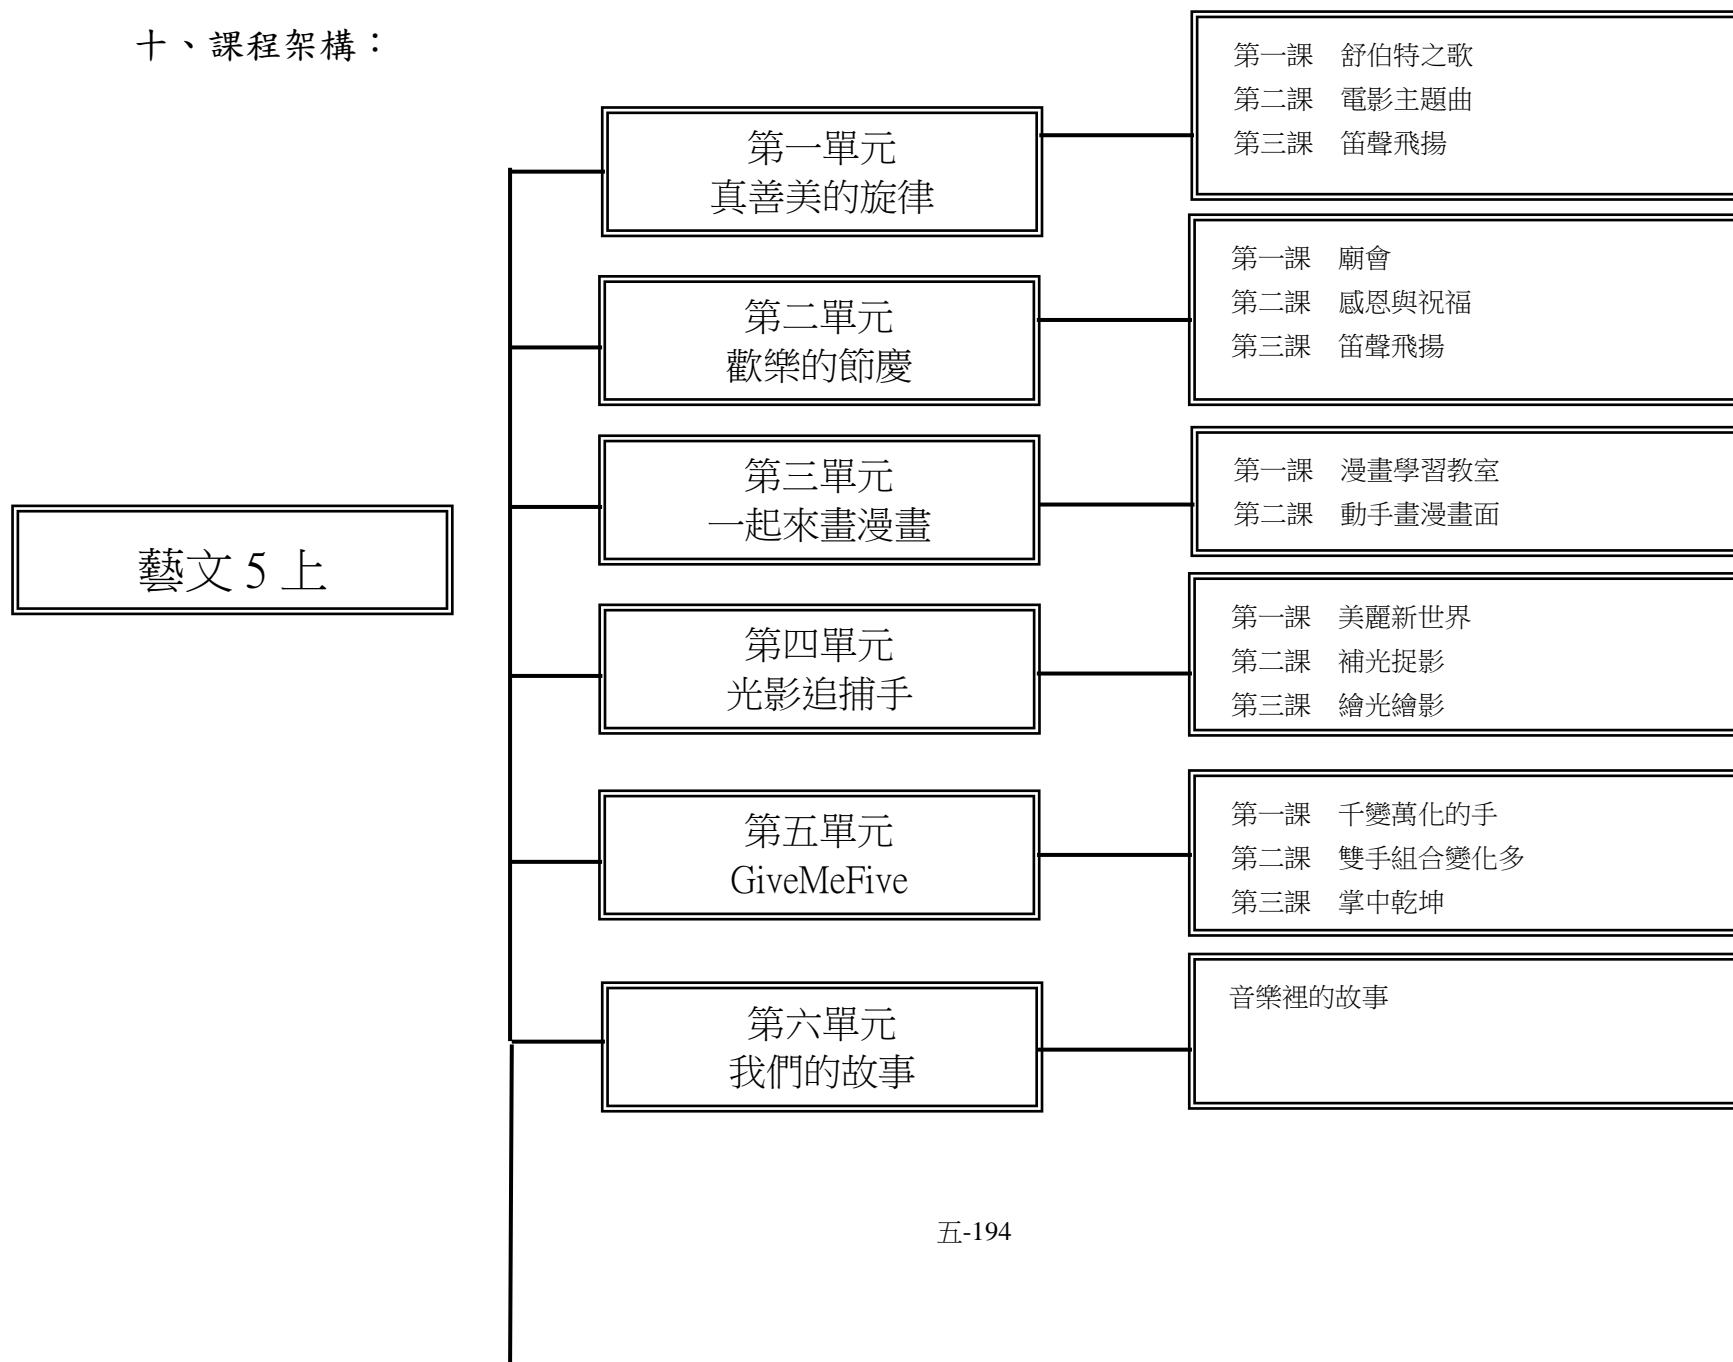 十、課程架構：
藝文 5 上
第一單元
真善美的旋律
第一課　舒伯特之歌
第二課　電影主題曲
第三課　笛聲飛揚
第二單元
歡樂的節慶
第一課　廟會
第二課　感恩與祝福
第三課　笛聲飛揚
第三單元
一起來畫漫畫
第一課　漫畫學習教室
第二課　動手畫漫畫面
第四單元
光影追捕手
第一課　美麗新世界
第二課　補光捉影
第三課　繪光繪影
第五單元
GiveMeFive
第一課　千變萬化的手
第二課　雙手組合變化多
第三課　掌中乾坤
第六單元
我們的故事
音樂裡的故事
五-194